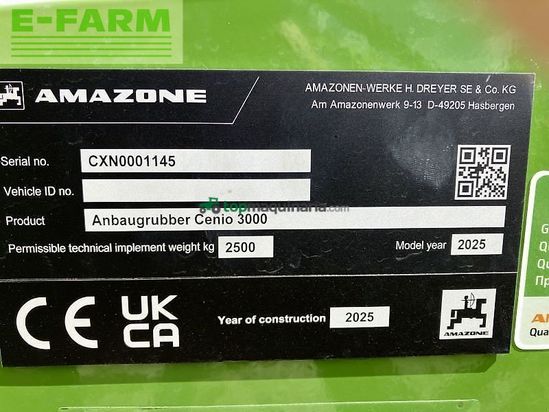 E-FARM
AMAZONE
AMAZONEN-WERKE H. DREYER SE & Co. KG
Am Amazonenwerk 9-13 D-49205 Hasbergen
Serial no. CXN0001145
Vehicle ID no.
topmaquinaria.com
Product Anbaugrubber Cenio 3000
Permissible technical implement weight kg 2500
Model year 2025
CE UK CA
Year of construction 2025
AMAZONE